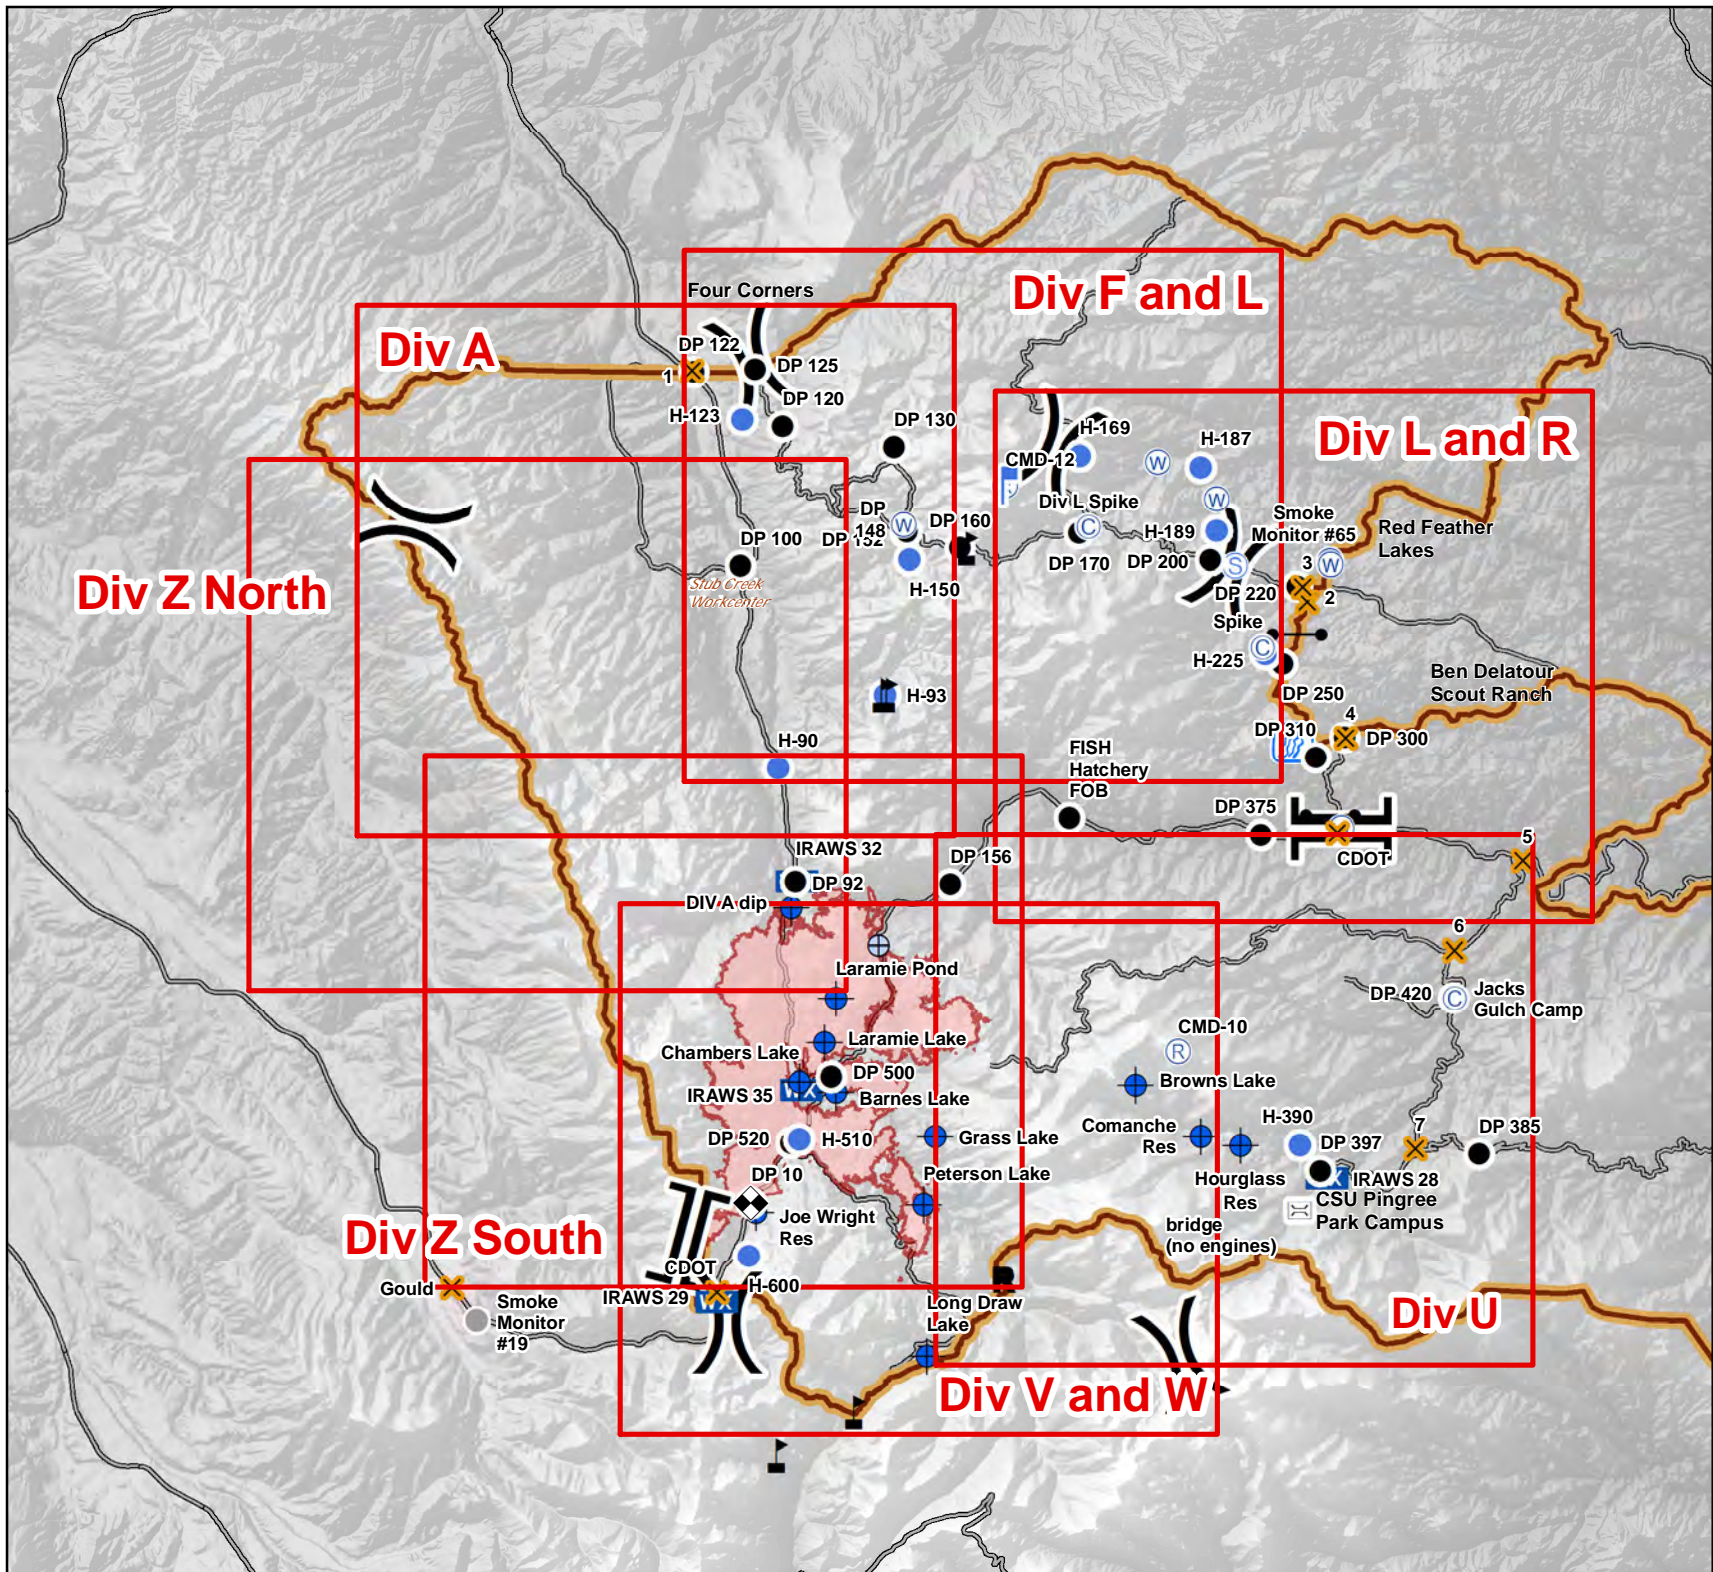 Div F and L
Four Corners
Div A
DP 122
DP 125
1
DP 120
H-123
DP 130
Div L and R
H-169
H-187
CMD-12
W
Div L Spike
W
DP
148
W
DP 160
C
Smoke
Monitor #65
Red Feather
Lakes
DP 100
DP 152
H-189
DP 170
DP 200
S
3
W
Stub Creek
Workcenter
H-150
DP 220
2
Div Z North
Spike
C
H-225
Ben Delatour
Scout Ranch
H-93
DP 250
4
H-90
DP 310
DP 300
FISH
Hatchery
FOB
DP 375
5
IRAWS 32
DP 156
CDOT
DP 92
DIV A dip
6
Laramie Pond
DP 420
C
Jacks
Gulch Camp
CMD-10
R
Laramie Lake
Chambers Lake
DP 500
Browns Lake
IRAWS 35
WX
Barnes Lake
H-390
Comanche
Res
DP 520
H-510
Grass Lake
DP 397
7
DP 385
DP 10
Peterson Lake
Hourglass
Res
IRAWS 28
CSU Pingree
Park Campus
Joe Wright
Res
Div Z South
bridge
(no engines)
CDOT
Gould
H-600
IRAWS 29
WX
Smoke
Monitor
#19
Long Draw
Lake
Div U
Div V and W